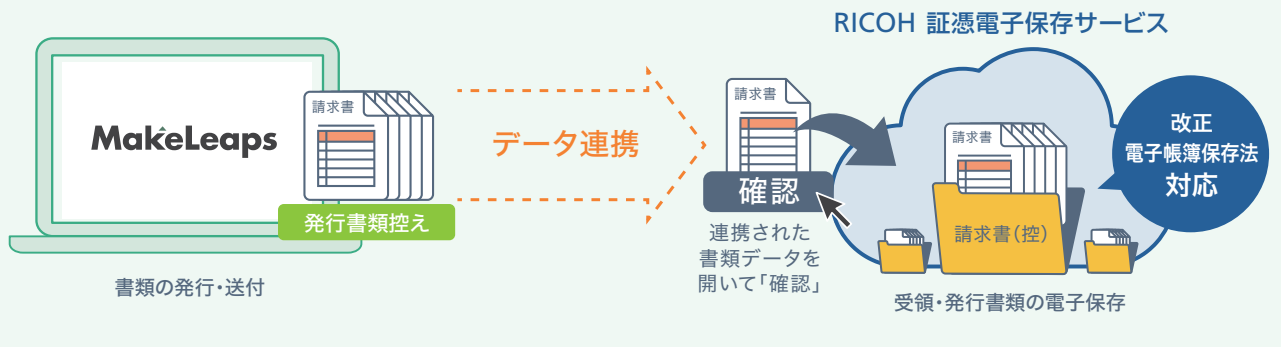 RICOH 証憑電子保存サービス
MakeLeaps
請求書
発行書類控え
書類の発行・送付
データ連携
請求書
確認
連携された
書類データを
開いて「確認」
請求書
請求書(控)
受領・発行書類の電子保存
改正
電子帳簿保存法
対応